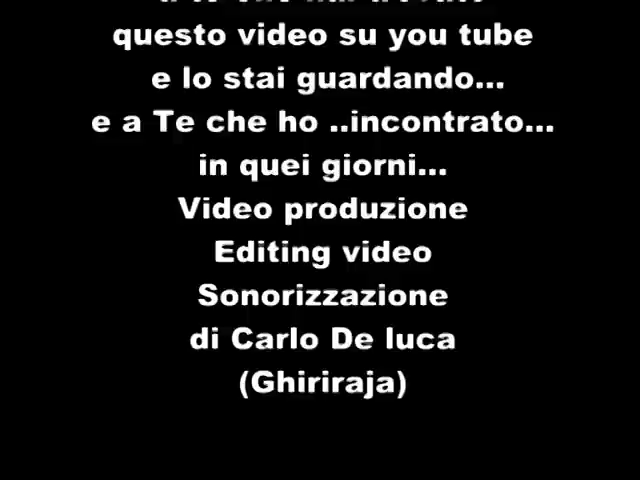 questo video su you tube
e lo stai guardando...
e a Te che ho ..incontrato...
in quei giorni...
Video produzione
Editing video
Sonorizzazione
di Carlo De luca
(Ghiriraja)